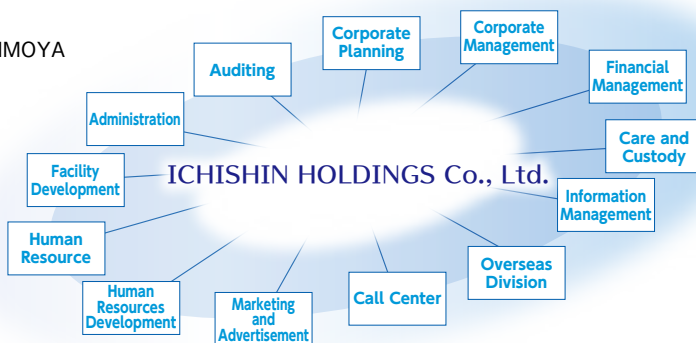 IMOYA
Corporate
Planning
Corporate
Management
Auditing
Financial
Management
Administration
Care and
Custody
Facility
Development
ICHISHIN HOLDINGS Co., Ltd.
Information
Management
Human
Resource
Overseas
Division
Human
Resources
Development
Marketing
and
Advertisement
Call Center